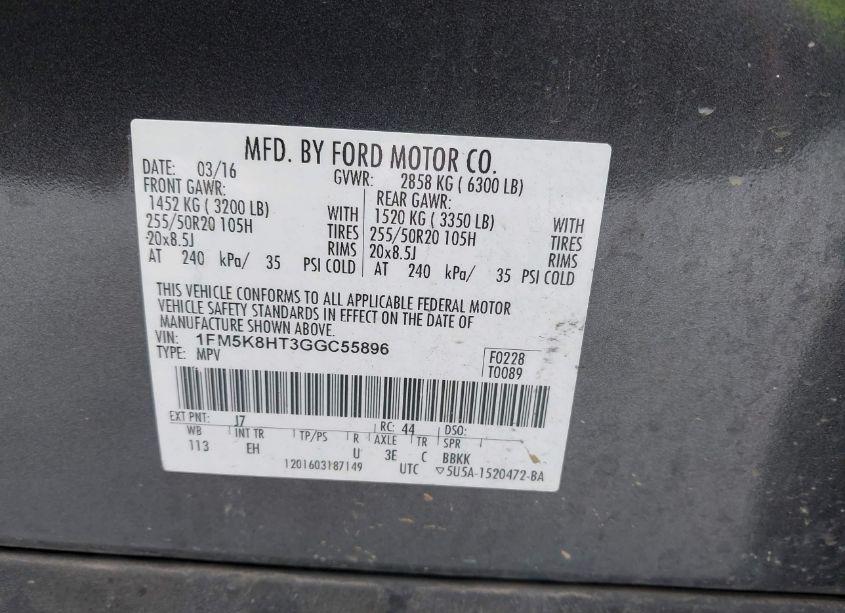 MFD. BY FORD MOTOR CO.
DATE: 03/16 GVWR: 2858 KG ( 6300 LB)
FRONT GAWR: REAR GAWR:
1452 KG ( 3200 LB) WITH 1520 KG ( 3350 LB) WITH
255/50R20 105H TIRES 255/50R20 105H TIRES
20x8.5J RIMS 20x8.5J RIMS
AT 240 kPa/ 35 PSI COLD AT 240 kPa/ 35 PSI COLD
THIS VEHICLE CONFORMS TO ALL APPLICABLE FEDERAL MOTOR
VEHICLE SAFETY STANDARDS IN EFFECT ON THE DATE OF
MANUFACTURE SHOWN ABOVE.
VIN: 1FM5K8HT3GGC55896 F0228
TYPE: MPV T0089
EXT PNT: J7 RC: 44 DSO:
WB INT TR TP/PS R AXLE TR SPR
113 EH U 3E C BBKK
1201603187149 UTC ▽5U5A-1520472-BA